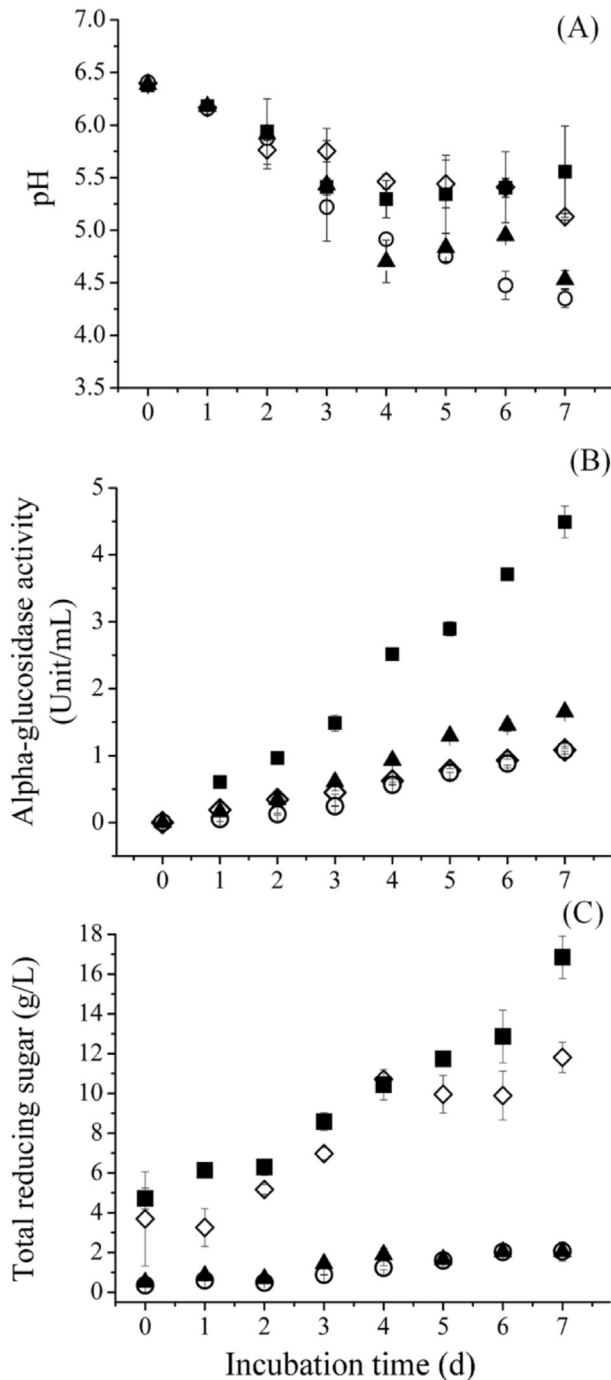 (A)
7.0
6.5
6.0
5.5
5.0
4.5
4.0
3.5
pH
0 1 2 3 4 5 6 7
(B)
5
4
3
2
1
0
Alpha-glucosidase activity
(Unit/mL)
0 1 2 3 4 5 6 7
(C)
18
16
14
12
10
8
6
4
2
0
Total reducing sugar (g/L)
0 1 2 3 4 5 6 7
Incubation time (d)